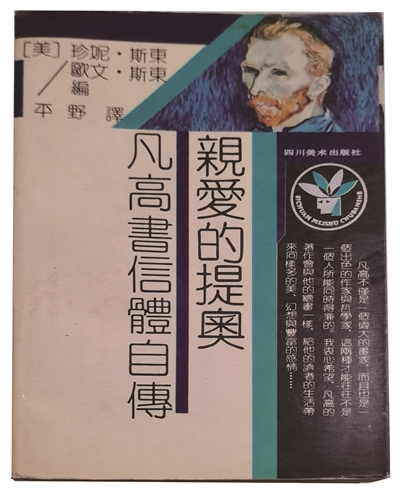 [美]珍妮·斯東
歐文·斯東
/編
平野譯
親愛的提奧
凡高書信體自傳
四川美术出版社
SICHUAN MEISHU CHUBANSHE
凡高不僅是一個偉大的畫家，而且也是一
個出色的作家與哲學家，這兩種才能往往不是
一個人所能同時得兼的。我衷心希望，凡高的
著作會與他的繪畫一樣，給他的讀者的生活帶
來同樣多的美、幻想與豐富的感情……